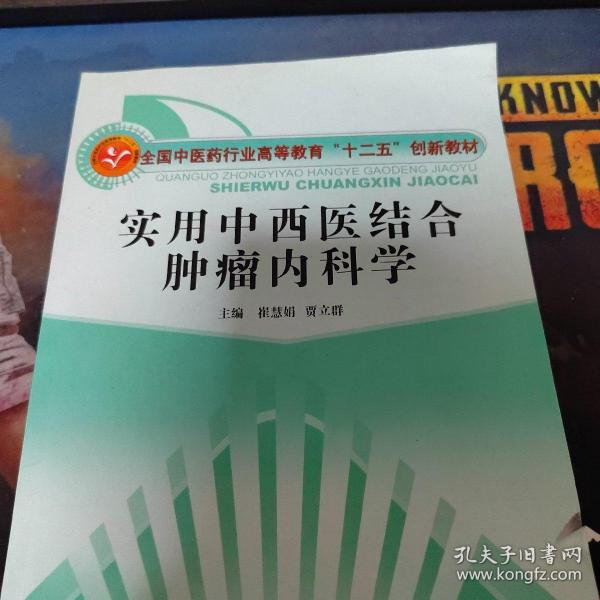 全国中医药行业高等教育“十二五”创新教材
QUANGUO ZHONGYIYAO HANGYE GAODENG JIAOYU
SHIERWU CHUANGXIN JIAOCAI
实用中西医结合
肿瘤内科学
主编 崔慧娟 贾立群
KNOW
RO
孔夫子旧书网
www.kongfz.com